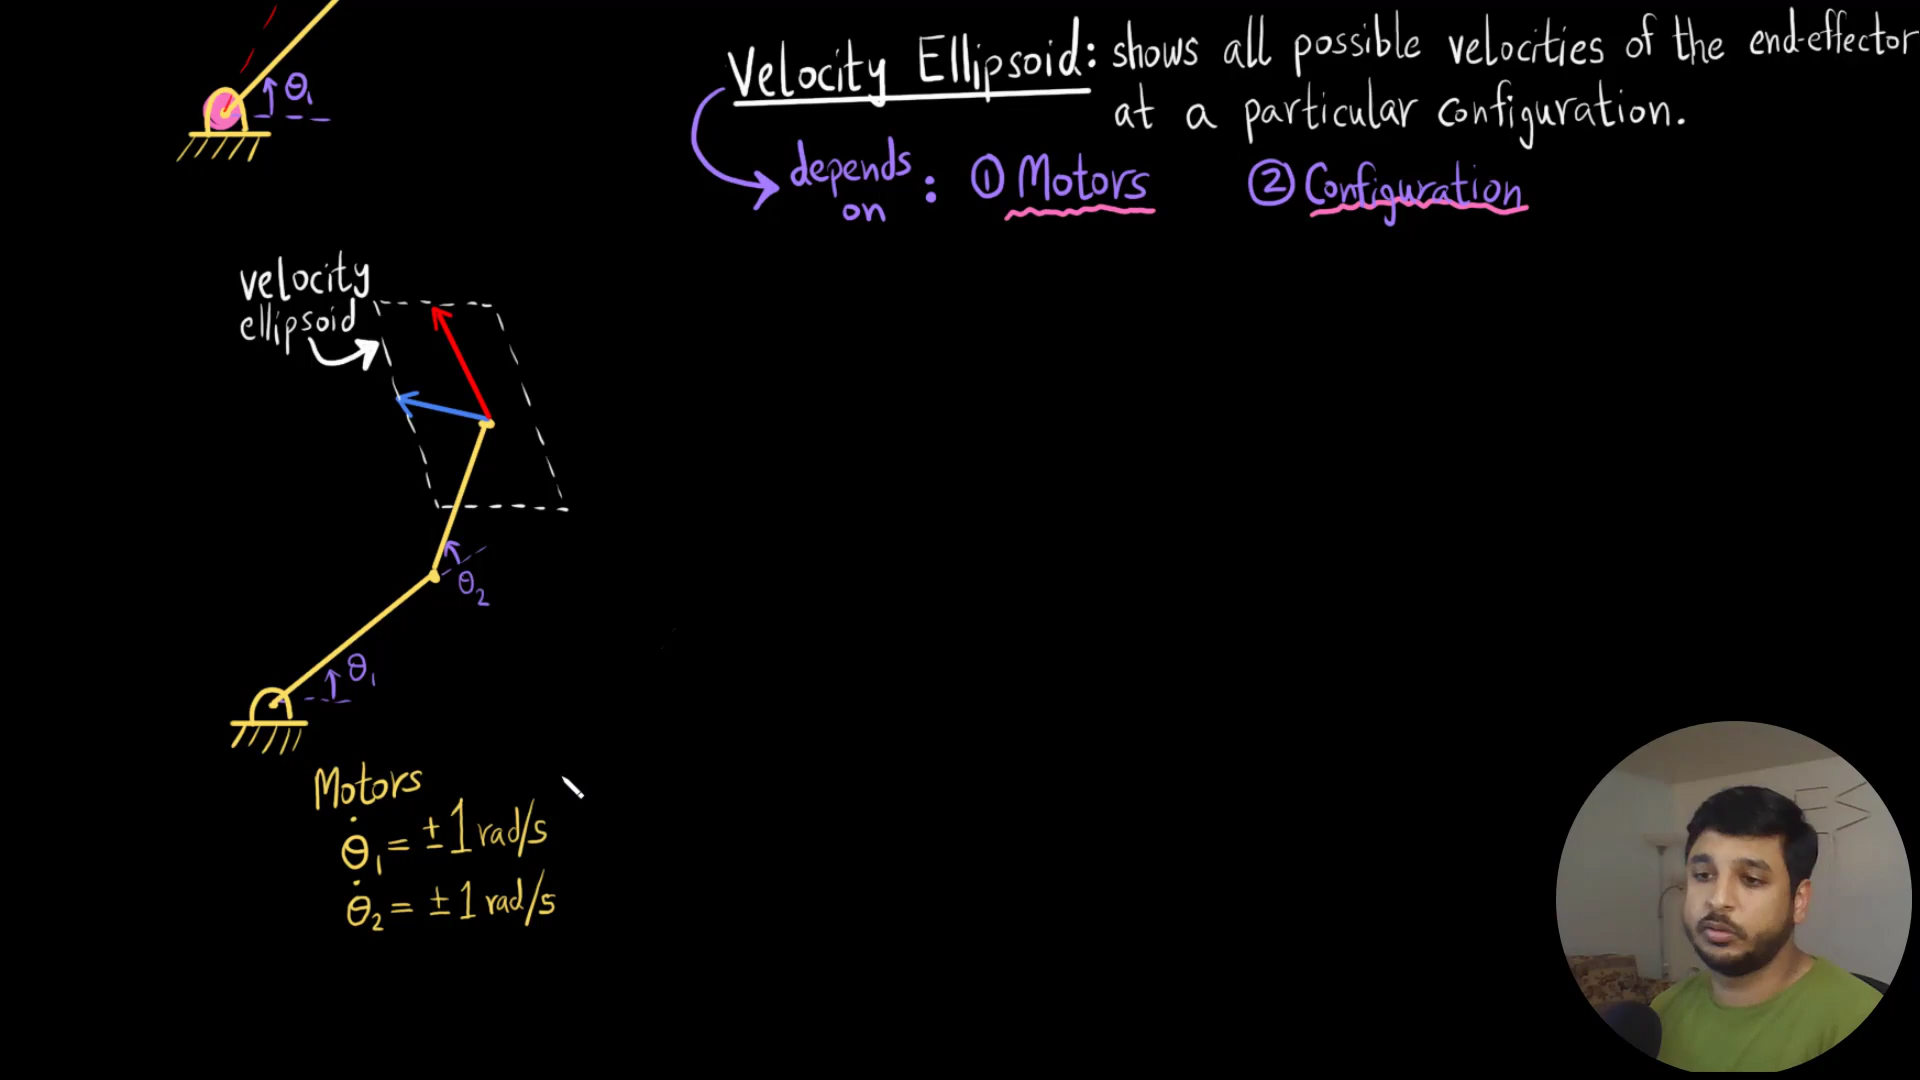 θ₁
Velocity Ellipsoid: shows all possible velocities of the end-effector
at a particular configuration.
depends on : ① Motors ② Configuration
velocity
ellipsoid
θ₂
θ₁
Motors
θ̇₁ = ± 1 rad/s
θ̇₂ = ± 1 rad/s